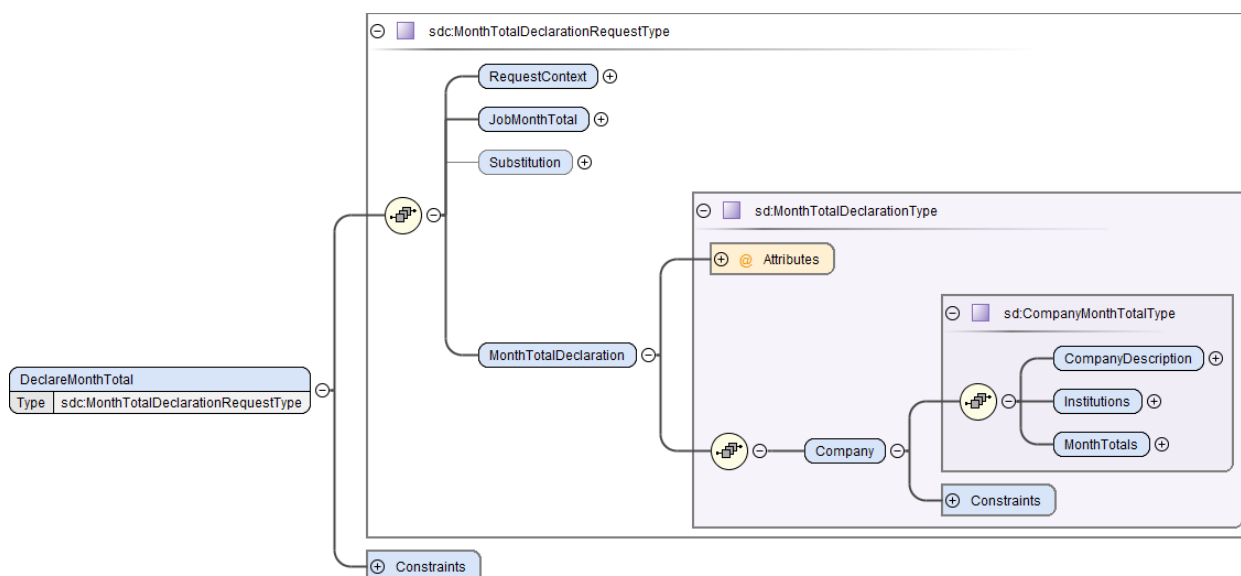 sdc:MonthTotalDeclarationRequestType
RequestContext
JobMonthTotal
Substitution
sd:MonthTotalDeclarationType
@ Attributes
sd:CompanyMonthTotalType
MonthTotalDeclaration
CompanyDescription
DeclareMonthTotal
Type sdc:MonthTotalDeclarationRequestType
Institutions
Company
MonthTotals
Constraints
Constraints